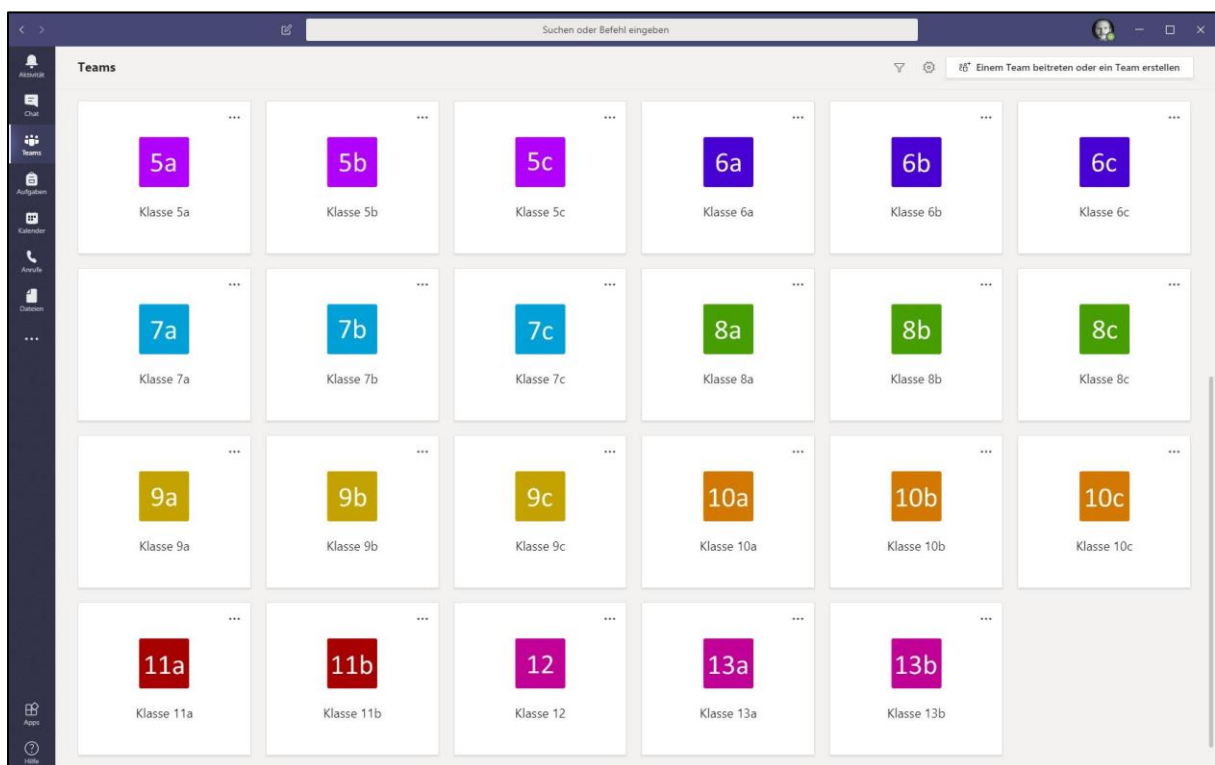 Suchen oder Befehl eingeben
Aktivität
Chat
Teams
Aufgaben
Kalender
Anrufe
Dateien
Apps
Hilfe
Teams
Einem Team beitreten oder ein Team erstellen
5a 5b 5c 6a 6b 6c
Klasse 5a Klasse 5b Klasse 5c Klasse 6a Klasse 6b Klasse 6c
7a 7b 7c 8a 8b 8c
Klasse 7a Klasse 7b Klasse 7c Klasse 8a Klasse 8b Klasse 8c
9a 9b 9c 10a 10b 10c
Klasse 9a Klasse 9b Klasse 9c Klasse 10a Klasse 10b Klasse 10c
11a 11b 12 13a 13b
Klasse 11a Klasse 11b Klasse 12 Klasse 13a Klasse 13b